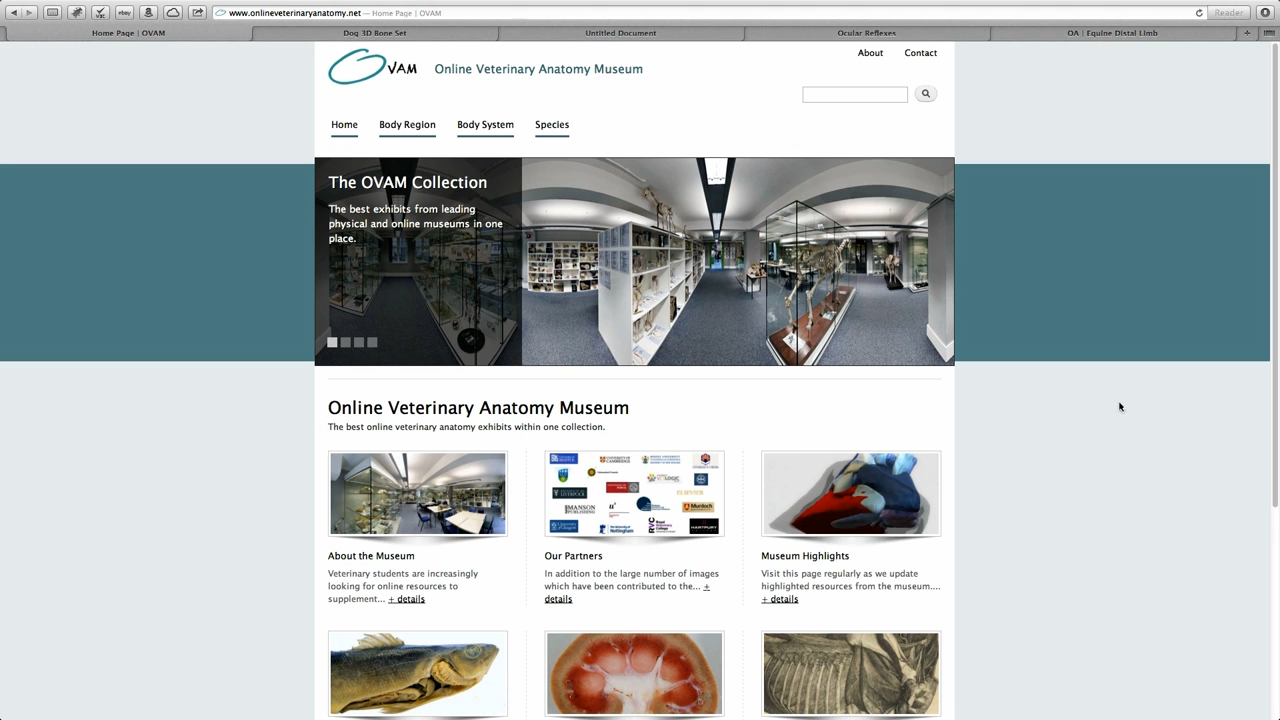 www.onlineveterinaryanatomy.net — Home Page | OVAM
Reader
Home Page | OVAM
Dog 3D Bone Set
Untitled Document
Ocular Reflexes
OA | Equine Distal Limb
About
Contact
OVAM
Online Veterinary Anatomy Museum
Home
Body Region
Body System
Species
The OVAM Collection
The best exhibits from leading
physical and online museums in one
place.
Online Veterinary Anatomy Museum
The best online veterinary anatomy exhibits within one collection.
About the Museum
Veterinary students are increasingly
looking for online resources to
supplement... + details
Our Partners
In addition to the large number of images
which have been contributed to the... +
details
Museum Highlights
Visit this page regularly as we update
highlighted resources from the museum....
+ details